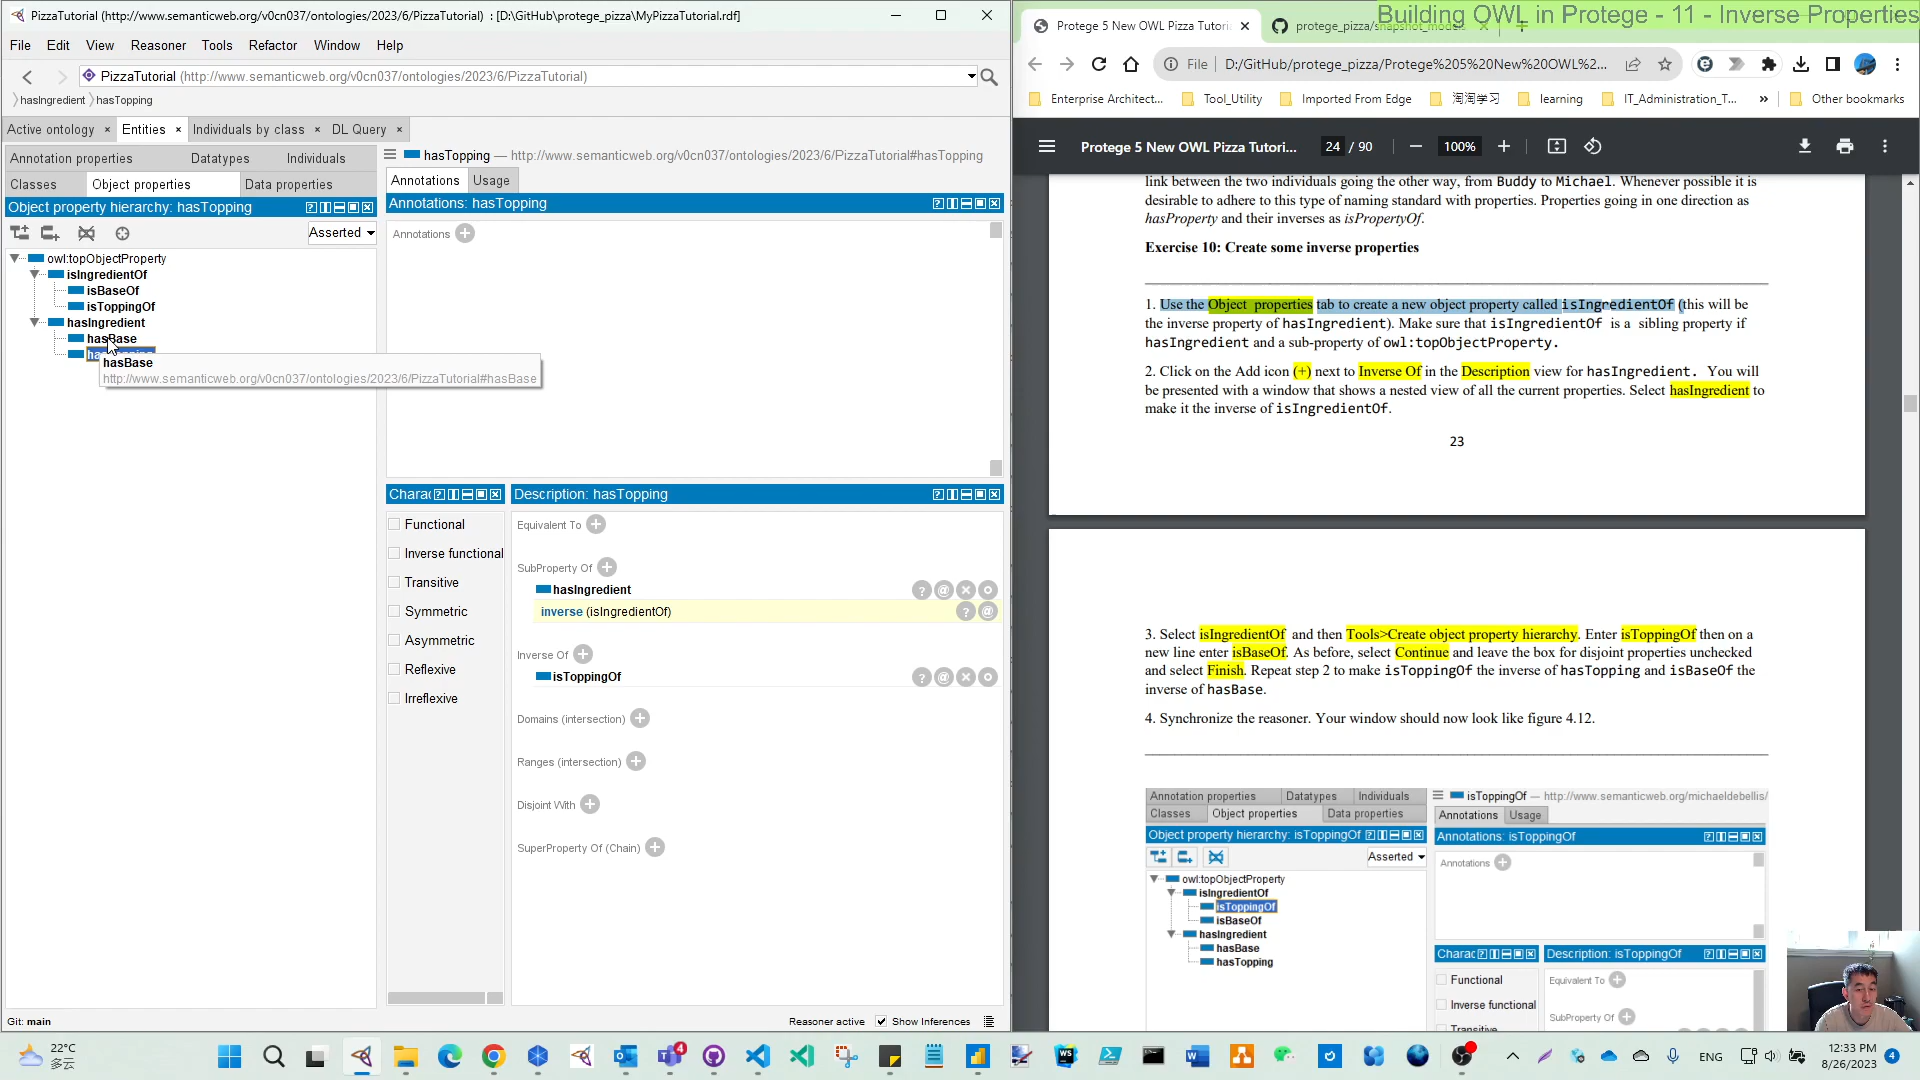 PizzaTutorial (http://www.semanticweb.org/v0cn037/ontologies/2023/6/PizzaTutorial) : [D:\GitHub\protege_pizza\MyPizzaTutorial.rdf]
File Edit View Reasoner Tools Refactor Window Help
PizzaTutorial (http://www.semanticweb.org/v0cn037/ontologies/2023/6/PizzaTutorial)
hasIngredient hasTopping
Active ontology × Entities × Individuals by class × DL Query ×
Annotation properties Datatypes Individuals
Classes Object properties Data properties
Object property hierarchy: hasTopping
Asserted
owl:topObjectProperty
isIngredientOf
isBaseOf
isToppingOf
hasIngredient
hasBase
hasBase
http://www.semanticweb.org/v0cn037/ontologies/2023/6/PizzaTutorial#hasBase
hasTopping — http://www.semanticweb.org/v0cn037/ontologies/2023/6/PizzaTutorial#hasTopping
Annotations Usage
Annotations: hasTopping
Annotations
Charac
Functional
Inverse functional
Transitive
Symmetric
Asymmetric
Reflexive
Irreflexive
Description: hasTopping
Equivalent To
SubProperty Of
hasIngredient
inverse (isIngredientOf)
Inverse Of
isToppingOf
Domains (intersection)
Ranges (intersection)
Disjoint With
SuperProperty Of (Chain)
Git: main
Reasoner active Show Inferences
Building OWL in Protege - 11 - Inverse Properties
Protege 5 New OWL Pizza Tutori
protege_pizza/snapshot_mode
File D:/GitHub/protege_pizza/Protege%205%20New%20OWL%2...
Enterprise Architect... Tool_Utility Imported From Edge 淘淘学习 learning IT_Administration_T... » Other bookmarks
Protege 5 New OWL Pizza Tutori... 24 / 90 100%
link between the two individuals going the other way, from Buddy to Michael. Whenever possible it is
desirable to adhere to this type of naming standard with properties. Properties going in one direction as
hasProperty and their inverses as isPropertyOf.
Exercise 10: Create some inverse properties
1. Use the Object properties tab to create a new object property called isIngredientOf (this will be
the inverse property of hasIngredient). Make sure that isIngredientOf is a sibling property if
hasIngredient and a sub-property of owl:topObjectProperty.
2. Click on the Add icon (+) next to Inverse Of in the Description view for hasIngredient. You will
be presented with a window that shows a nested view of all the current properties. Select hasIngredient to
make it the inverse of isIngredientOf.
23
3. Select isIngredientOf and then Tools>Create object property hierarchy. Enter isToppingOf then on a
new line enter isBaseOf. As before, select Continue and leave the box for disjoint properties unchecked
and select Finish. Repeat step 2 to make isToppingOf the inverse of hasTopping and isBaseOf the
inverse of hasBase.
4. Synchronize the reasoner. Your window should now look like figure 4.12.
Annotation properties Datatypes Individuals
Classes Object properties Data properties
Object property hierarchy: isToppingOf
Asserted
owl:topObjectProperty
isIngredientOf
isToppingOf
isBaseOf
hasIngredient
hasBase
hasTopping
isToppingOf — http://www.semanticweb.org/michaeldebellis/
Annotations Usage
Annotations: isToppingOf
Annotations
Charac
Functional
Inverse functional
Transitive
Description: isToppingOf
Equivalent To
SubProperty Of
22°C
多云
4
ENG
12:33 PM
8/26/2023
4